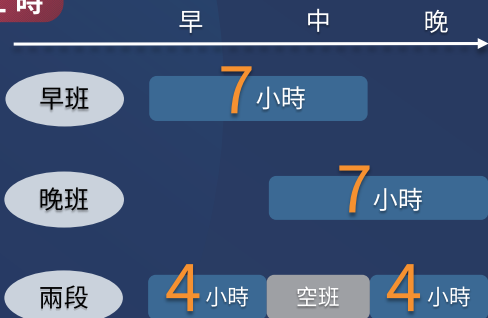 時
早 中 晚
早班 7小時
晚班 7小時
兩段 4小時 空班 4小時